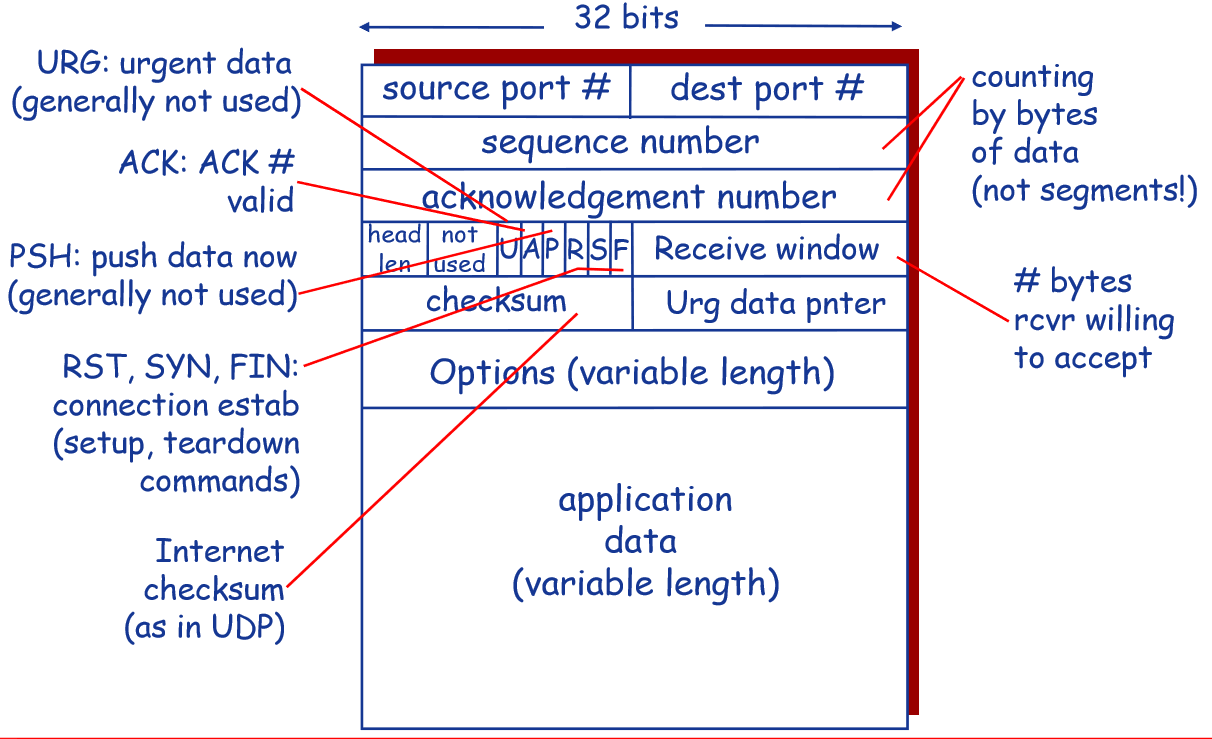 32 bits
URG: urgent data
(generally not used)
ACK: ACK #
valid
PSH: push data now
(generally not used)
RST, SYN, FIN:
connection estab
(setup, teardown
commands)
Internet
checksum
(as in UDP)
source port #
dest port #
sequence number
acknowledgement number
head
len
not
used
U
A
P
R
S
F
Receive window
checksum
Urg data pnter
Options (variable length)
application
data
(variable length)
counting
by bytes
of data
(not segments!)
# bytes
rcvr willing
to accept